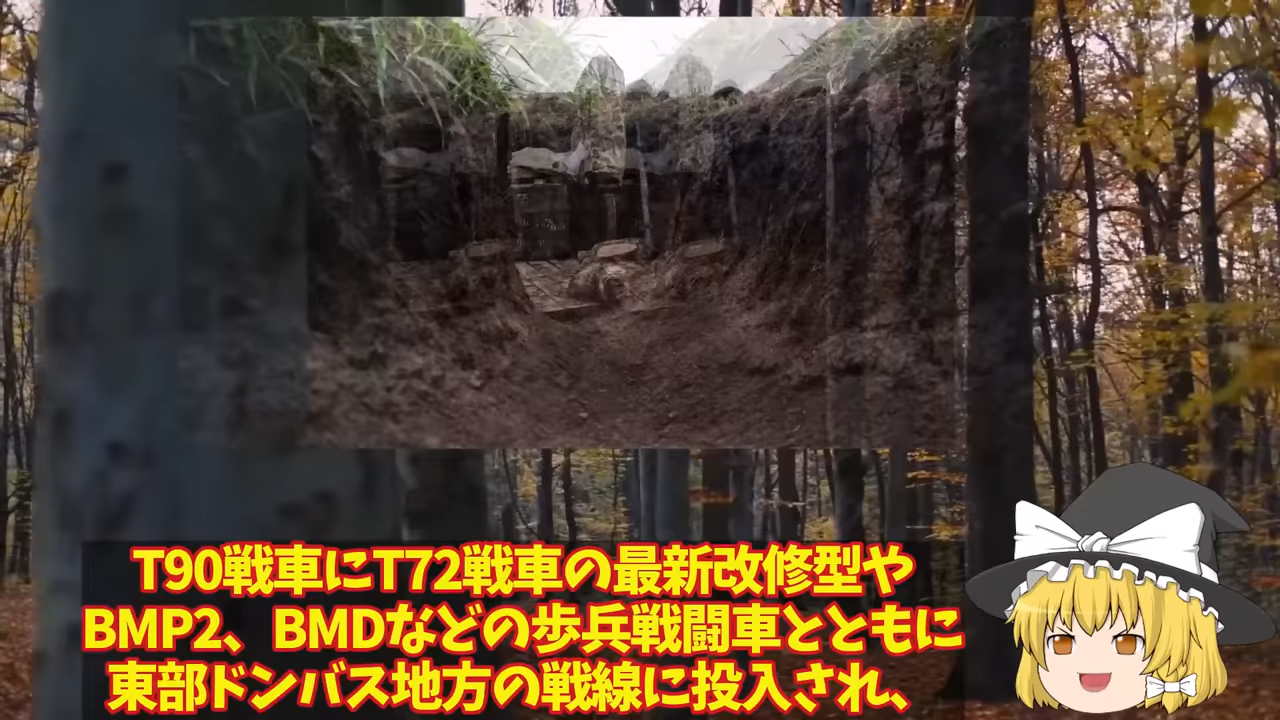 T90戦車にT72戦車の最新改修型や
BMP2、BMDなどの歩兵戦闘車とともに
東部ドンバス地方の戦線に投入され、